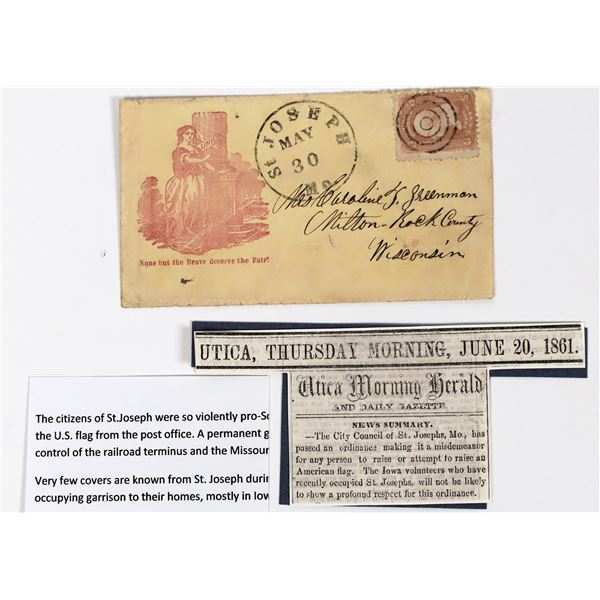 UNION
None but the Brave deserve the Fair!
St JOSEPH
MAY
30
Mo.
Mrs Caroline F. Greenman
Milton - Rock County
Wisconsin
UTICA, THURSDAY MORNING, JUNE 20, 1861.
Utica Morning Herald
AND DAILY GAZETTE.
NEWS SUMMARY.
—The City Council of St. Josephs, Mo., has
passed an ordinance making it a misdemeanor
for any person to raise or attempt to raise an
American flag. The Iowa volunteers who have
recently occupied St. Josephs, will not be likely
to show a profound respect for this ordinance.
The citizens of St.Joseph were so violently pro-So
the U.S. flag from the post office. A permanent g
control of the railroad terminus and the Missour
Very few covers are known from St. Joseph durin
occupying garrison to their homes, mostly in Iow